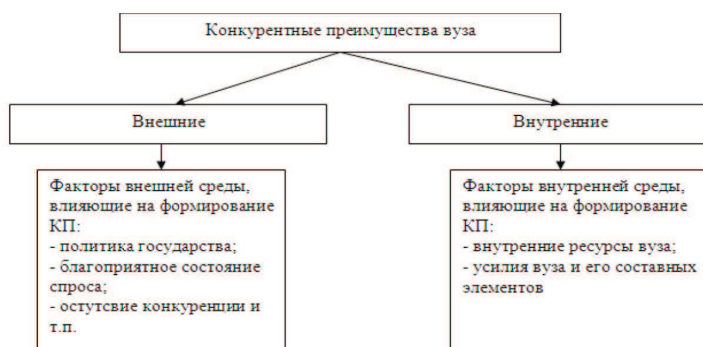 Конкурентные преимущества вуза
Внешние
Внутренние
Факторы внешней среды,
влияющие на формирование
КП:
- политика государства;
- благоприятное состояние
спроса;
- остутсвие конкуренции и
т.п.
Факторы внутренней среды,
влияющие на формирование
КП:
- внутренние ресурсы вуза;
- усилия вуза и его составных
элементов